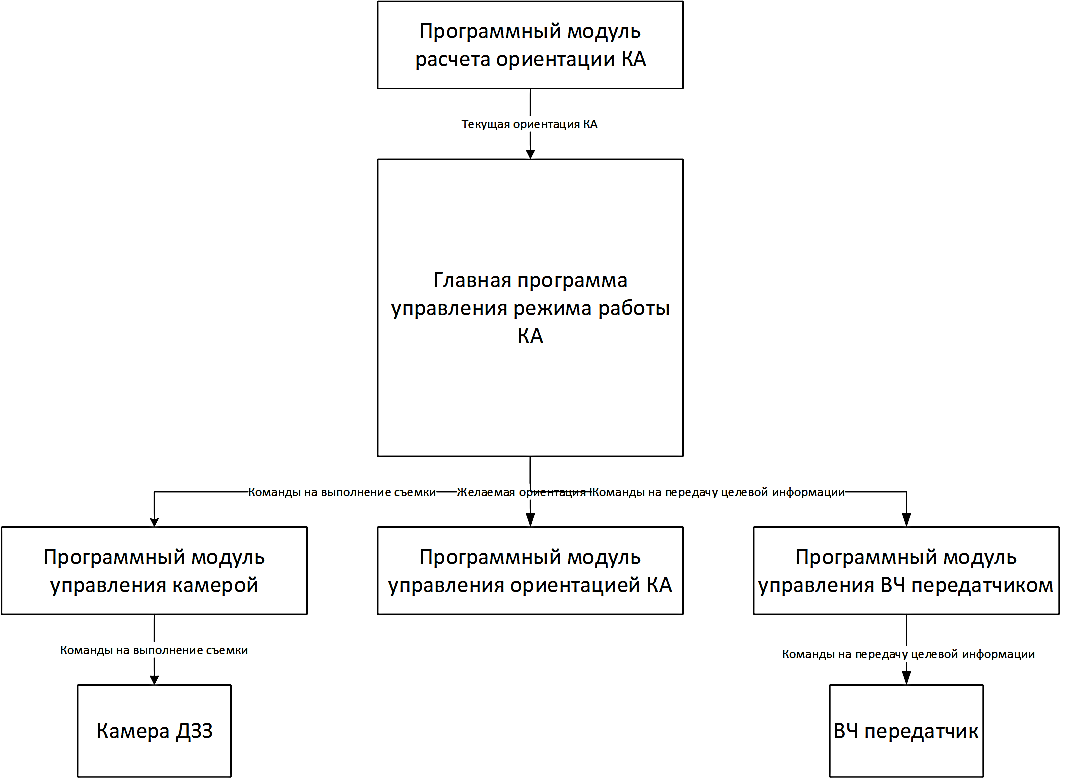 Программный модуль
расчета ориентации КА
Текущая ориентация КА
Главная программа
управления режима работы
КА
Команды на выполнение съемки
Желаемая ориентация
Команды на передачу целевой информации
Программный модуль
управления камерой
Программный модуль
управления ориентацией КА
Программный модуль
управления ВЧ передатчиком
Команды на выполнение съемки
Команды на передачу целевой информации
Камера ДЗЗ
ВЧ передатчик